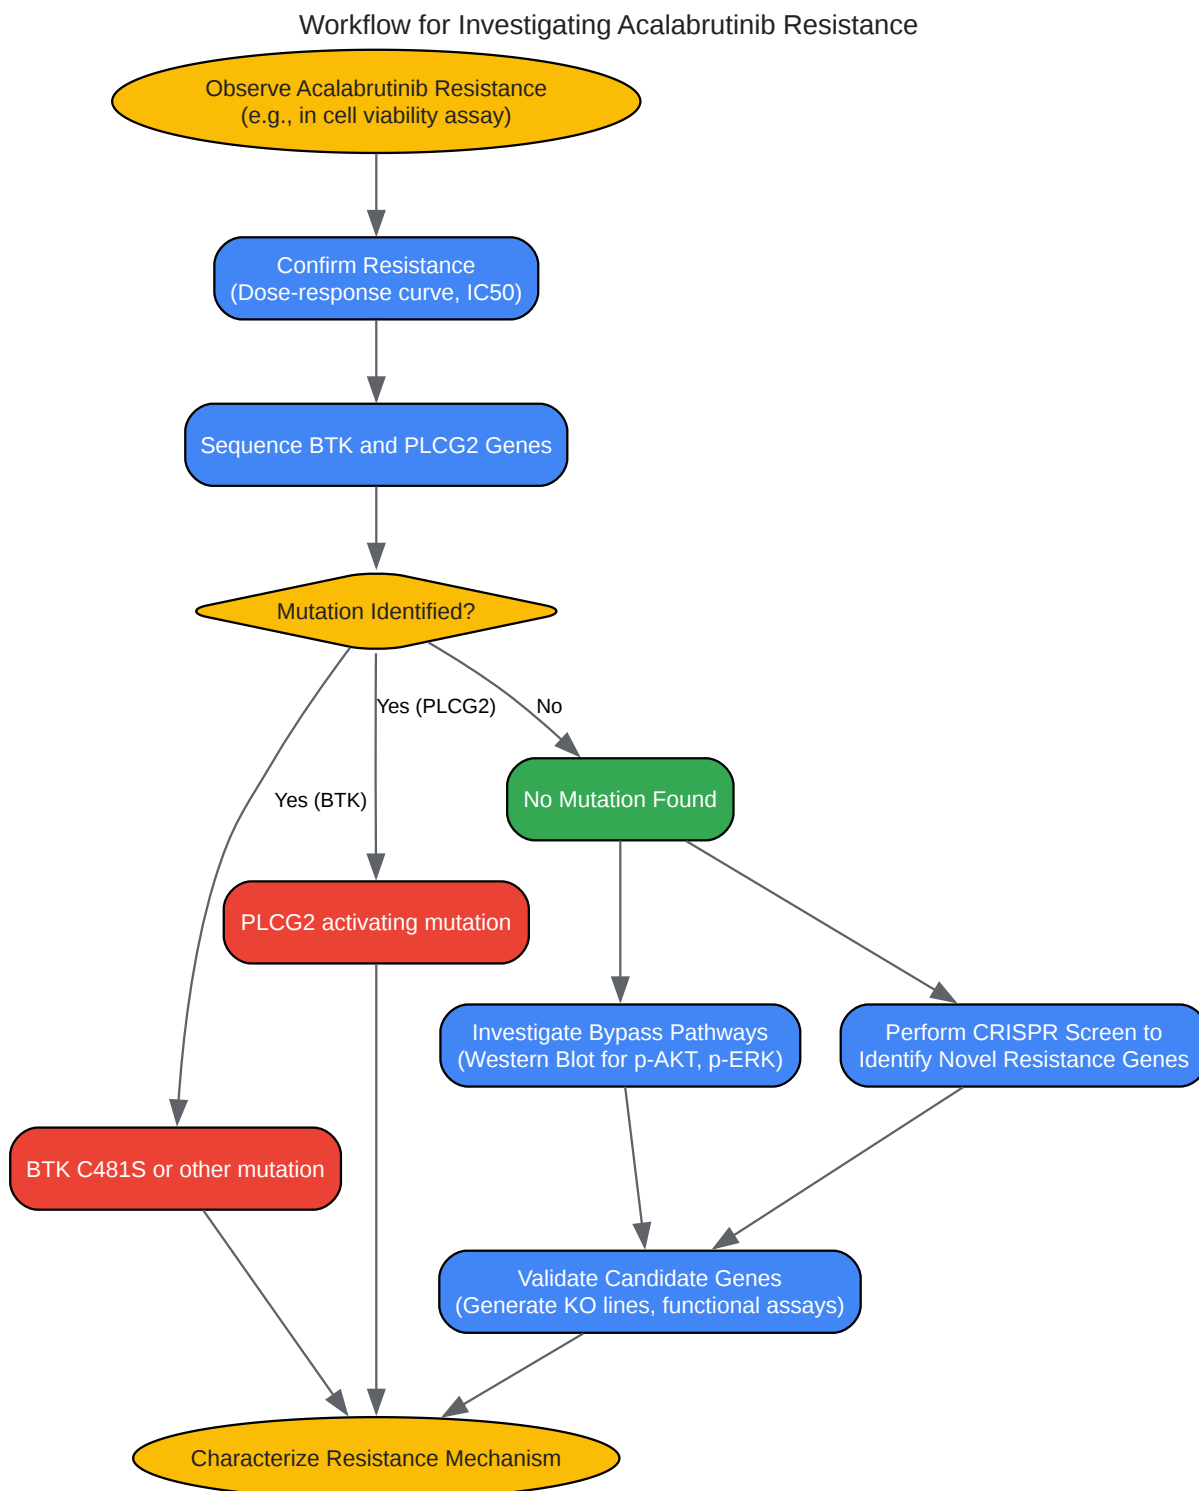 Workflow for Investigating Acalabrutinib Resistance
Observe Acalabrutinib Resistance
(e.g., in cell viability assay)
Confirm Resistance
(Dose-response curve, IC50)
Sequence BTK and PLCG2 Genes
Mutation Identified?
Yes (PLCG2)
No
Yes (BTK)
No Mutation Found
PLCG2 activating mutation
Investigate Bypass Pathways
(Western Blot for p-AKT, p-ERK)
Perform CRISPR Screen to
Identify Novel Resistance Genes
BTK C481S or other mutation
Validate Candidate Genes
(Generate KO lines, functional assays)
Characterize Resistance Mechanism